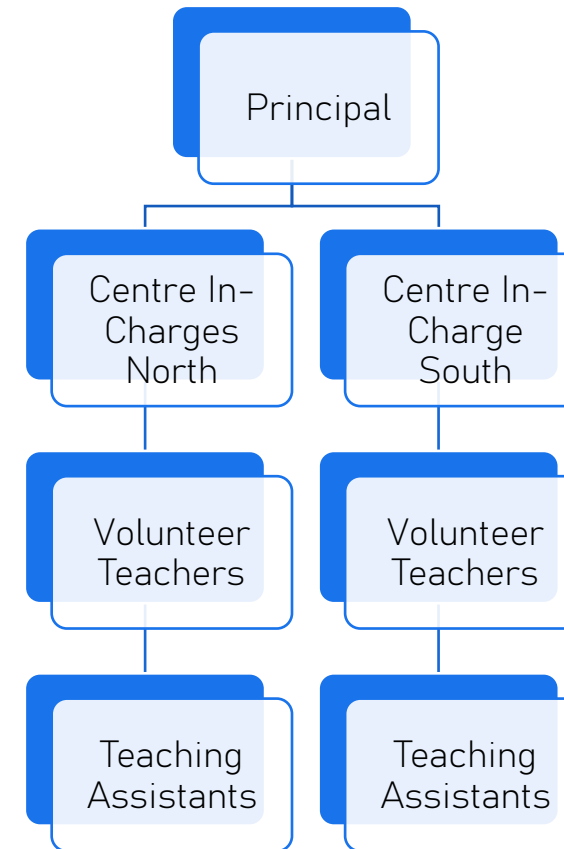 Principal
Centre In-
Charges
North
Centre In-
Charge
South
Volunteer
Teachers
Volunteer
Teachers
Teaching
Assistants
Teaching
Assistants